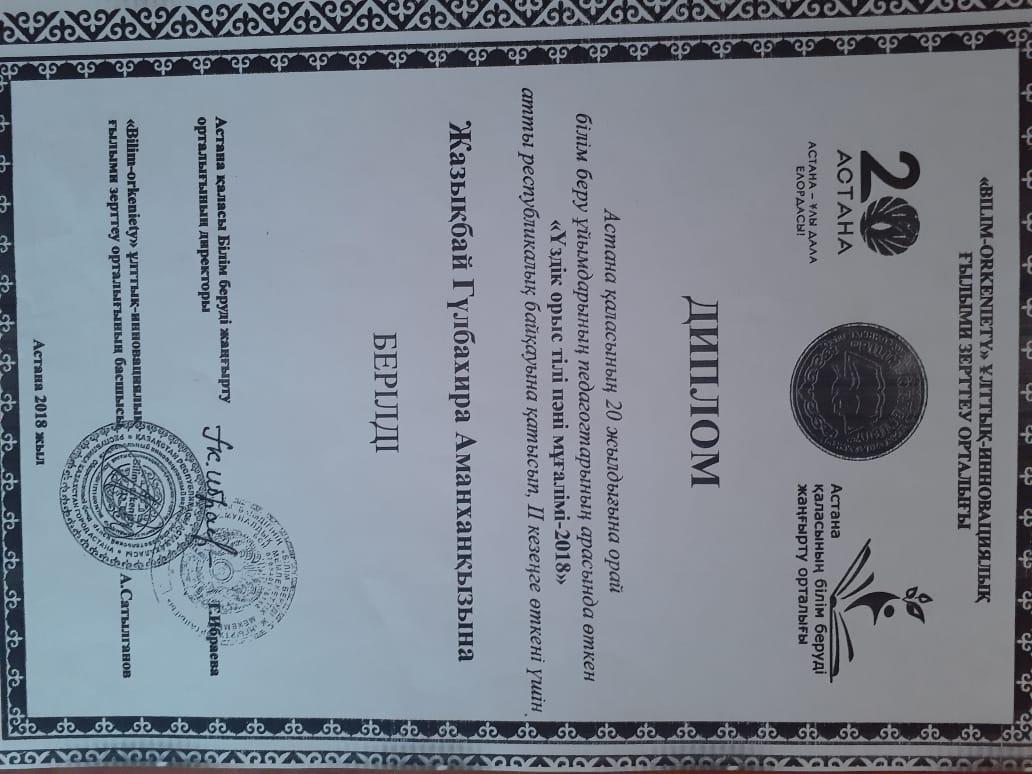 «BILIM-ORKENIETY» ҰЛТТЫҚ-ИННОВАЦИЯЛЫҚ
ҒЫЛЫМИ ЗЕРТТЕУ ОРТАЛЫҒЫ
20
АСТАНА
АСТАНА – ҰЛЫ ДАЛА
ЕЛОРДАСЫ!
Астана
қаласының білім беруді
жаңғырту орталығы
ДИПЛОМ
Астана қаласының 20 жылдығына орай
білім беру ұйымдарының педагогтарының арасында өткен
«Үздік орыс тілі пәні мұғалімі-2018»
атты республикалық байқауына қатысып, II кезеңге өткені үшін
Жазықбай Гүлбахира Аманханқызына
БЕРІЛДІ
Астана қаласы Білім беруді жаңғырту
орталығының директоры
Г.Ибраева
«Bilim-orkeniety» ұлттық-инновациялық
ғылыми зерттеу орталығының басшысы
А.Сатылганов
Астана 2018 жыл